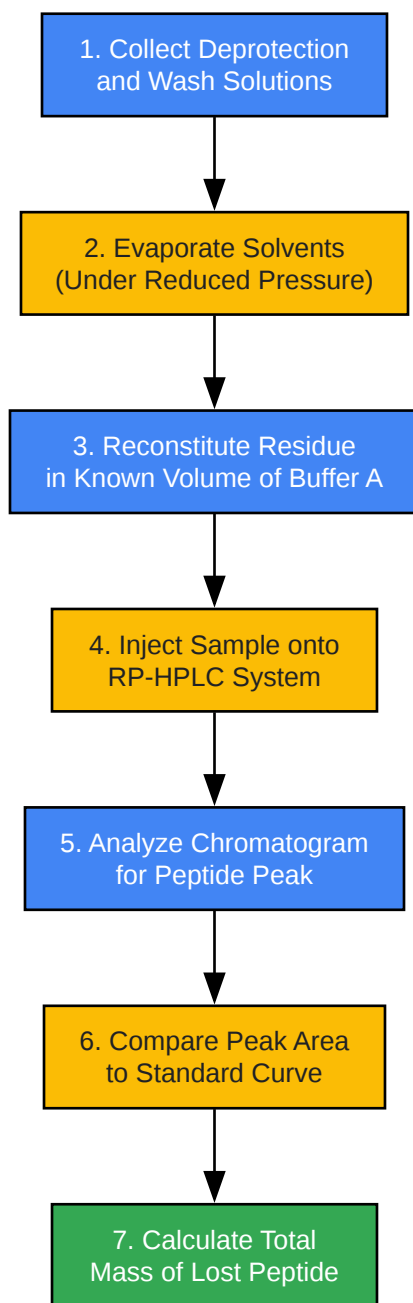 1. Collect Deprotection
and Wash Solutions
2. Evaporate Solvents
(Under Reduced Pressure)
3. Reconstitute Residue
in Known Volume of Buffer A
4. Inject Sample onto
RP-HPLC System
5. Analyze Chromatogram
for Peptide Peak
6. Compare Peak Area
to Standard Curve
7. Calculate Total
Mass of Lost Peptide